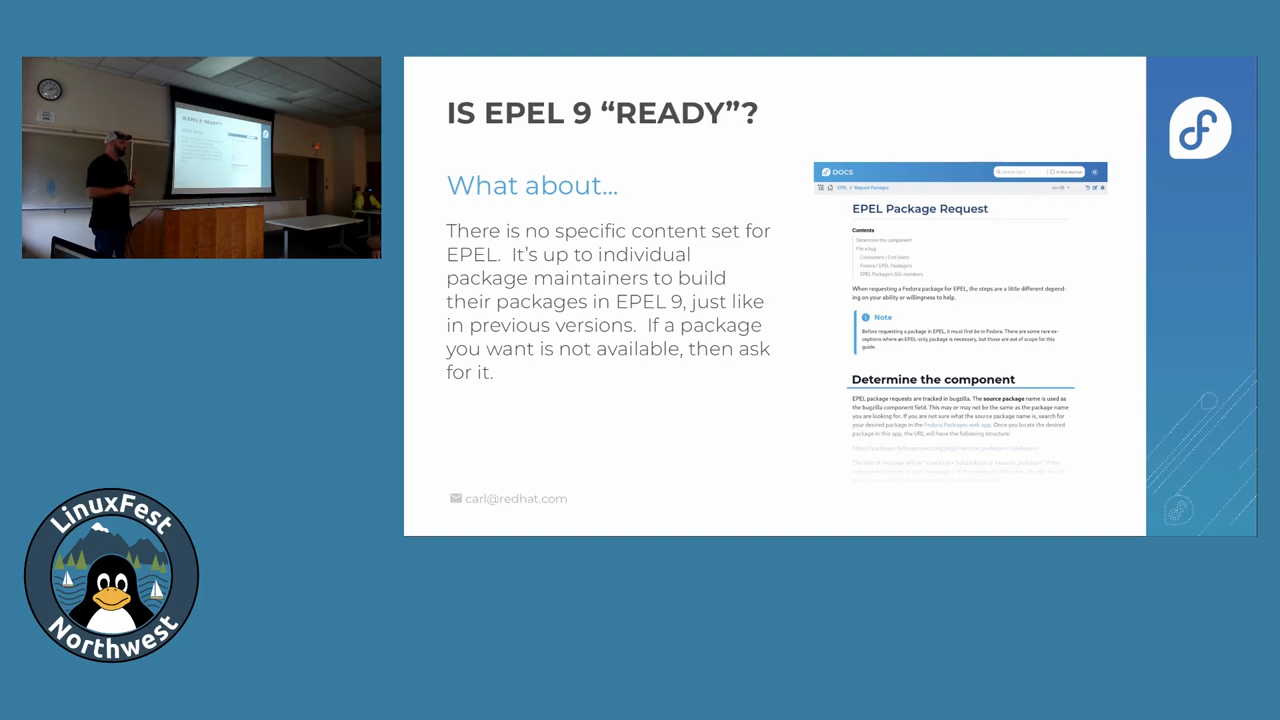 IS EPEL 9 “READY”?
What about...
There is no specific content set for
EPEL.  It’s up to individual
package maintainers to build
their packages in EPEL 9, just like
in previous versions.  If a package
you want is not available, then ask
for it.
carl@redhat.com
DOCS
Search Docs
EPEL / Request Packages
en-US
EPEL Package Request
Contents
Determine the component
File a bug
Consumers / End Users
Fedora / EPEL Packagers
EPEL Packagers SIG members
When requesting a Fedora package for EPEL, the steps are a little different depend-
ing on your ability or willingness to help.
Note
Before requesting a package in EPEL, it must first be in Fedora. There are some rare ex-
ceptions where an EPEL-only package is necessary, but those are out of scope for this
guide.
Determine the component
EPEL package requests are tracked in bugzilla. The source package name is used as
the bugzilla component field. This may or may not be the same as the package name
you are looking for. If you are not sure what the source package name is, search for
your desired package in the Fedora Packages web app. Once you locate the desired
package in this app, the URL will have the following structure:
LinuxFest
Northwest